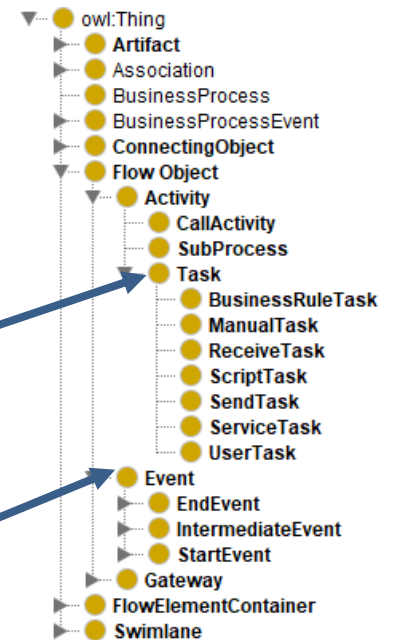 owl:Thing
Artifact
Association
BusinessProcess
BusinessProcessEvent
ConnectingObject
Flow Object
Activity
CallActivity
SubProcess
Task
BusinessRuleTask
ManualTask
ReceiveTask
ScriptTask
SendTask
ServiceTask
UserTask
Event
EndEvent
IntermediateEvent
StartEvent
Gateway
FlowElementContainer
Swimlane